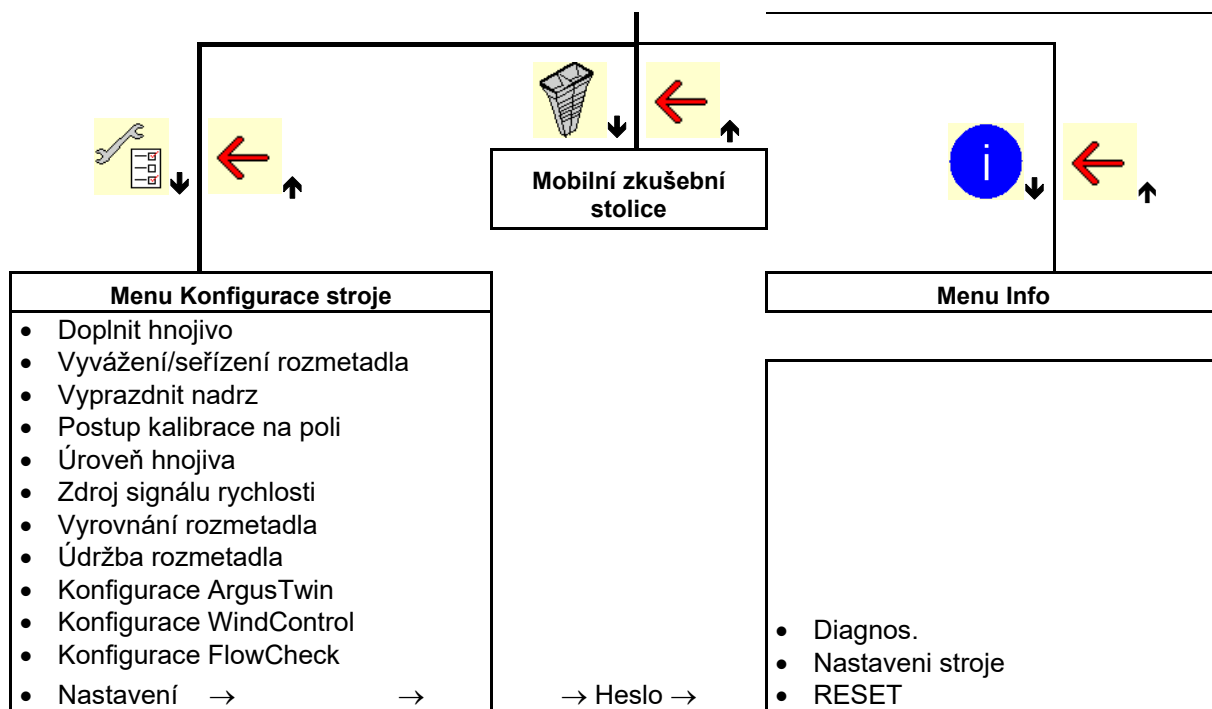 i
Mobilní zkušební
stolice
Menu Konfigurace stroje
• Doplnit hnojivo
• Vyvážení/seřízení rozmetadla
• Vyprazdnit nadrz
• Postup kalibrace na poli
• Úroveň hnojiva
• Zdroj signálu rychlosti
• Vyrovnání rozmetadla
• Údržba rozmetadla
• Konfigurace ArgusTwin
• Konfigurace WindControl
• Konfigurace FlowCheck
• Nastavení → → → Heslo →
Menu Info
• Diagnos.
• Nastaveni stroje
• RESET